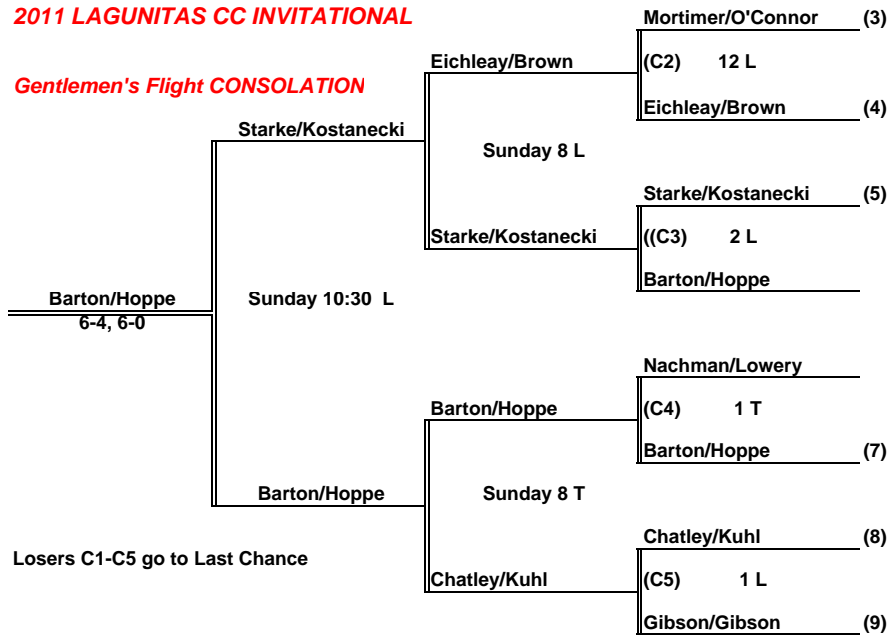 2011 LAGUNITAS CC INVITATIONAL
Mortimer/O'Connor (3)
Eichleay/Brown
(C2) 12 L
Gentlemen's Flight CONSOLATION
Eichleay/Brown (4)
Starke/Kostanecki
Sunday 8 L
Starke/Kostanecki (5)
Starke/Kostanecki
((C3) 2 L
Barton/Hoppe
Barton/Hoppe
Sunday 10:30 L
6-4, 6-0
Nachman/Lowery
Barton/Hoppe
(C4) 1 T
Barton/Hoppe (7)
Barton/Hoppe
Sunday 8 T
Chatley/Kuhl (8)
Losers C1-C5 go to Last Chance
Chatley/Kuhl
(C5) 1 L
Gibson/Gibson (9)